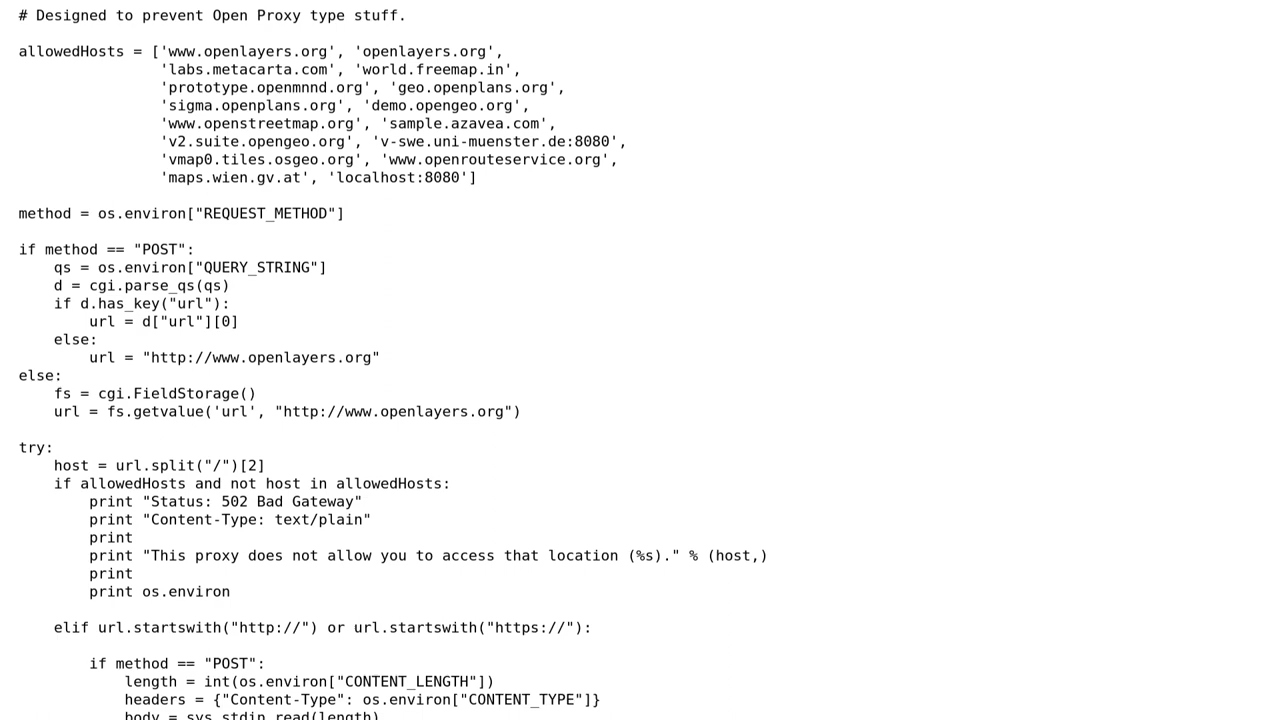 # Designed to prevent Open Proxy type stuff.

allowedHosts = ['www.openlayers.org', 'openlayers.org',
                'labs.metacarta.com', 'world.freemap.in',
                'prototype.openmnnd.org', 'geo.openplans.org',
                'sigma.openplans.org', 'demo.opengeo.org',
                'www.openstreetmap.org', 'sample.azavea.com',
                'v2.suite.opengeo.org', 'v-swe.uni-muenster.de:8080',
                'vmap0.tiles.osgeo.org', 'www.openrouteservice.org',
                'maps.wien.gv.at', 'localhost:8080']

method = os.environ["REQUEST_METHOD"]

if method == "POST":
    qs = os.environ["QUERY_STRING"]
    d = cgi.parse_qs(qs)
    if d.has_key("url"):
        url = d["url"][0]
    else:
        url = "http://www.openlayers.org"
else:
    fs = cgi.FieldStorage()
    url = fs.getvalue('url', "http://www.openlayers.org")

try:
    host = url.split("/")[2]
    if allowedHosts and not host in allowedHosts:
        print "Status: 502 Bad Gateway"
        print "Content-Type: text/plain"
        print
        print "This proxy does not allow you to access that location (%s)." % (host,)
        print
        print os.environ

    elif url.startswith("http://") or url.startswith("https://"):

        if method == "POST":
            length = int(os.environ["CONTENT_LENGTH"])
            headers = {"Content-Type": os.environ["CONTENT_TYPE"]}
            body = sys.stdin.read(length)